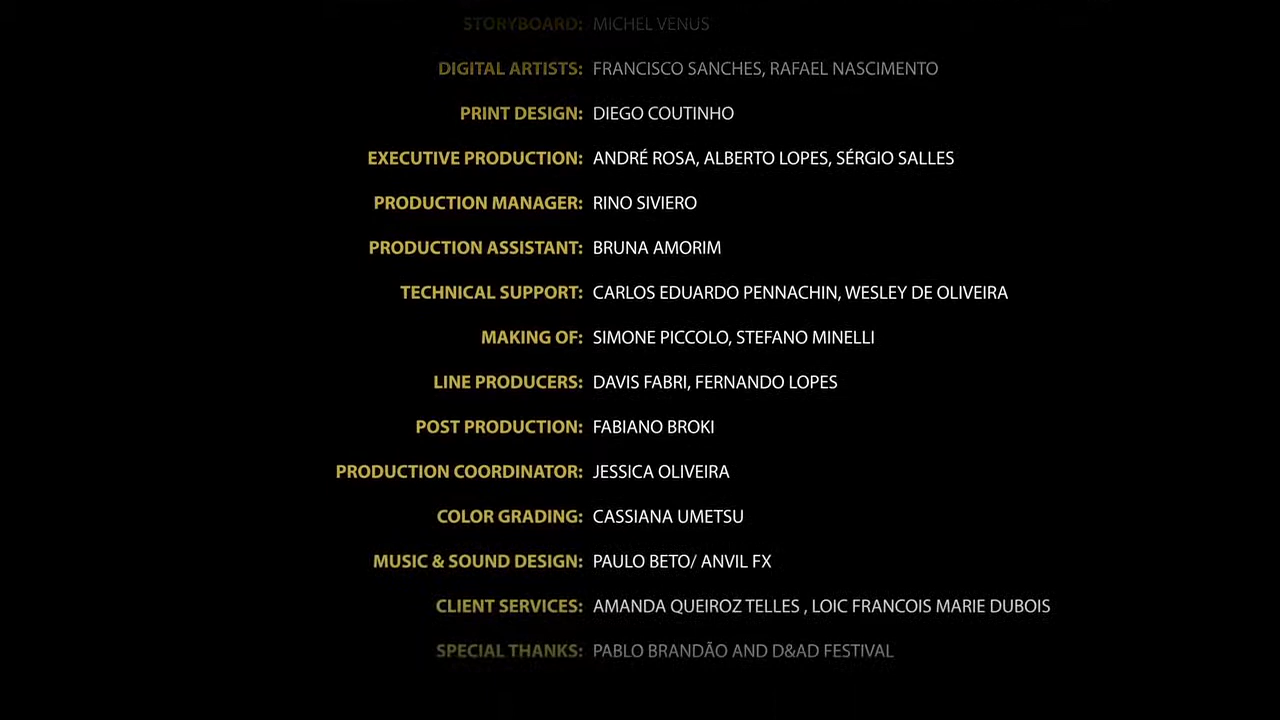 STORYBOARD: MICHEL VENUS
DIGITAL ARTISTS: FRANCISCO SANCHES, RAFAEL NASCIMENTO
PRINT DESIGN: DIEGO COUTINHO
EXECUTIVE PRODUCTION: ANDRÉ ROSA, ALBERTO LOPES, SÉRGIO SALLES
PRODUCTION MANAGER: RINO SIVIERO
PRODUCTION ASSISTANT: BRUNA AMORIM
TECHNICAL SUPPORT: CARLOS EDUARDO PENNACHIN, WESLEY DE OLIVEIRA
MAKING OF: SIMONE PICCOLO, STEFANO MINELLI
LINE PRODUCERS: DAVIS FABRI, FERNANDO LOPES
POST PRODUCTION: FABIANO BROKI
PRODUCTION COORDINATOR: JESSICA OLIVEIRA
COLOR GRADING: CASSIANA UMETSU
MUSIC & SOUND DESIGN: PAULO BETO/ ANVIL FX
CLIENT SERVICES: AMANDA QUEIROZ TELLES , LOIC FRANCOIS MARIE DUBOIS
SPECIAL THANKS: PABLO BRANDÃO AND D&AD FESTIVAL